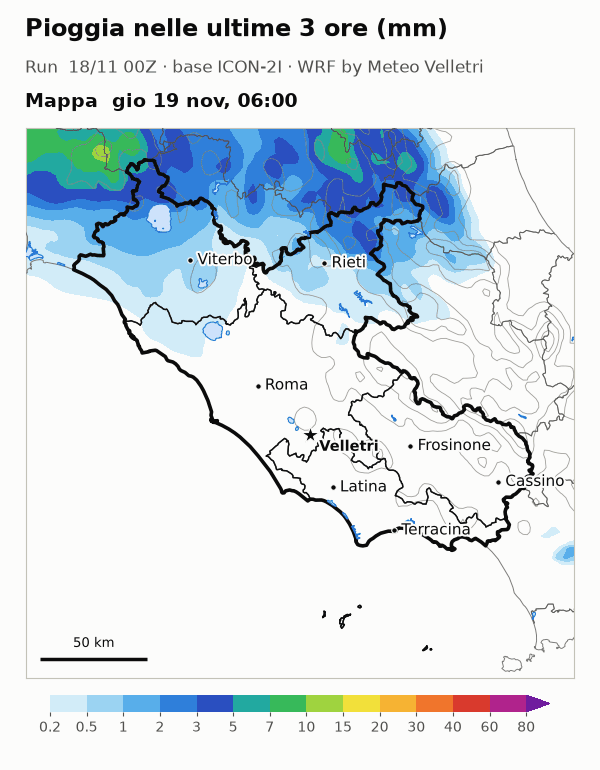 Pioggia nelle ultime 3 ore (mm)
Run  18/11 00Z · base ICON-2I · WRF by Meteo Velletri
Mappa  gio 19 nov, 06:00
Viterbo
Rieti
Roma
Velletri
Frosinone
Latina
Cassino
Terracina
50 km
0.2 0.5 1 2 3 5 7 10 15 20 30 40 60 80